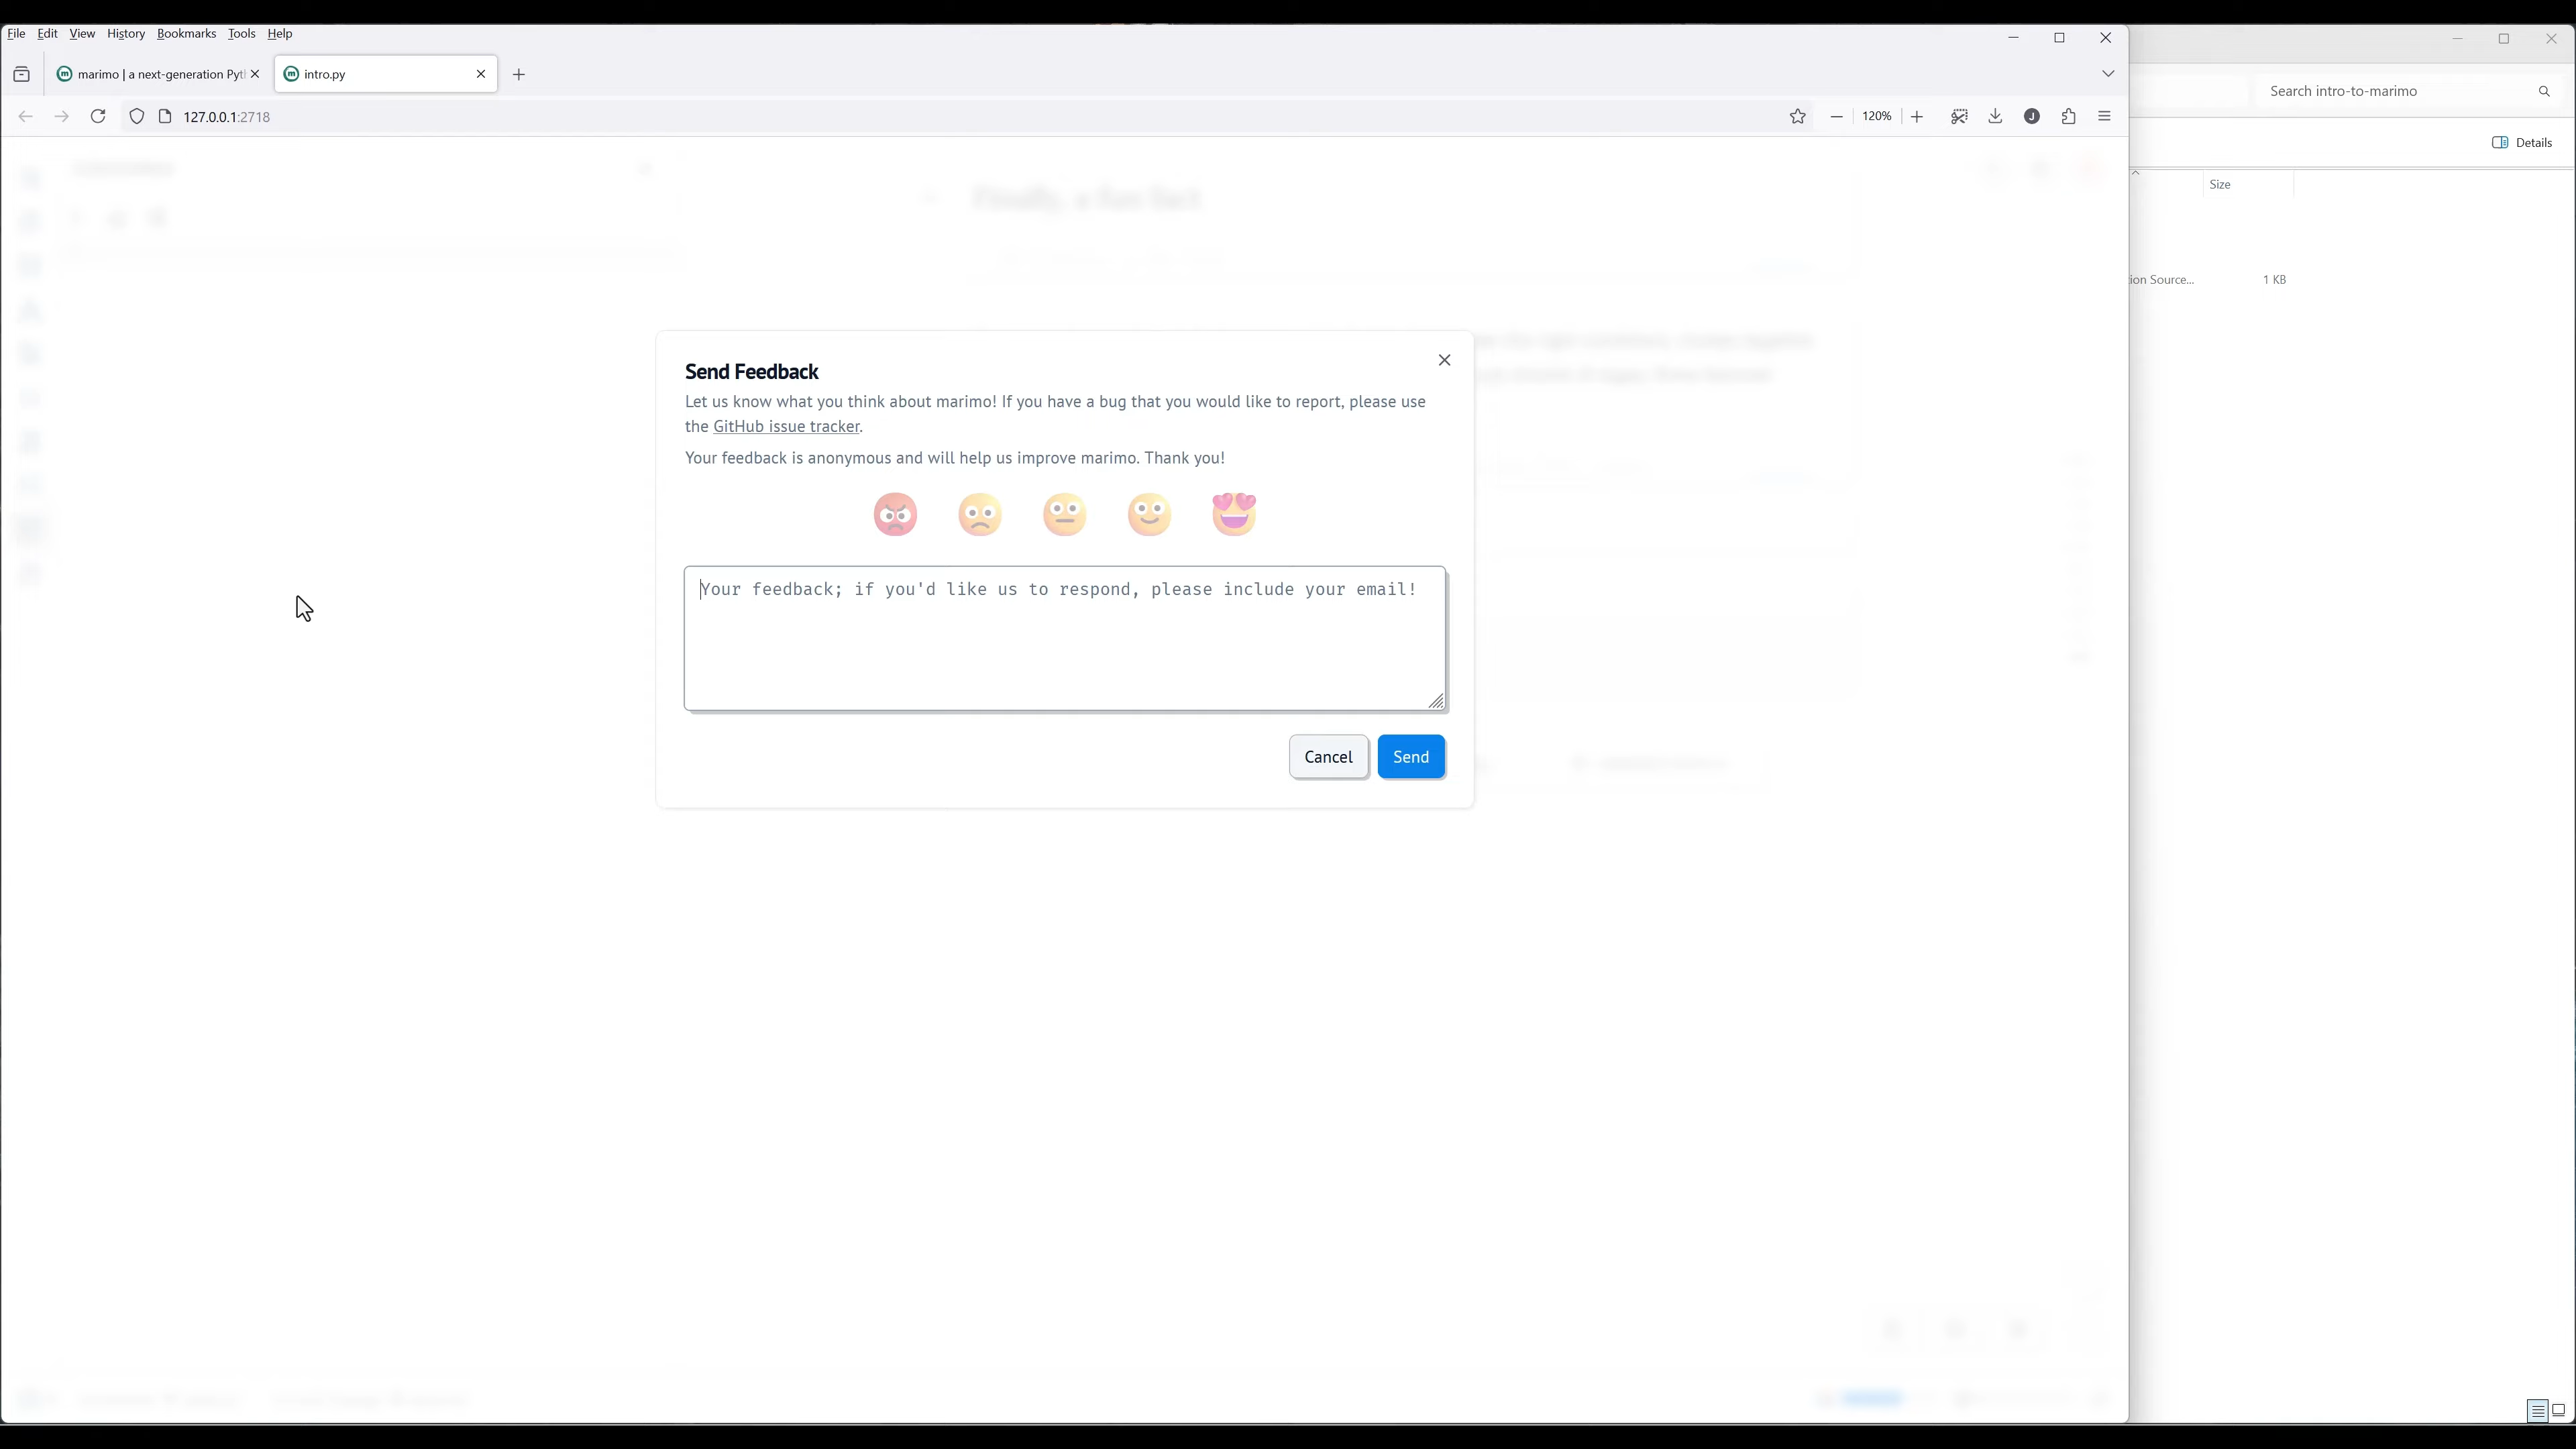 File Edit View History Bookmarks Tools Help
marimo | a next-generation Pyt
intro.py
Search intro-to-marimo
127.0.0.1:2718
120%
J
Details
Size
Finally, a fun fact
ion Source...
1 KB
Send Feedback
Let us know what you think about marimo! If you have a bug that you would like to report, please use
the GitHub issue tracker.
Your feedback is anonymous and will help us improve marimo. Thank you!
Your feedback; if you'd like us to respond, please include your email!
Cancel
Send